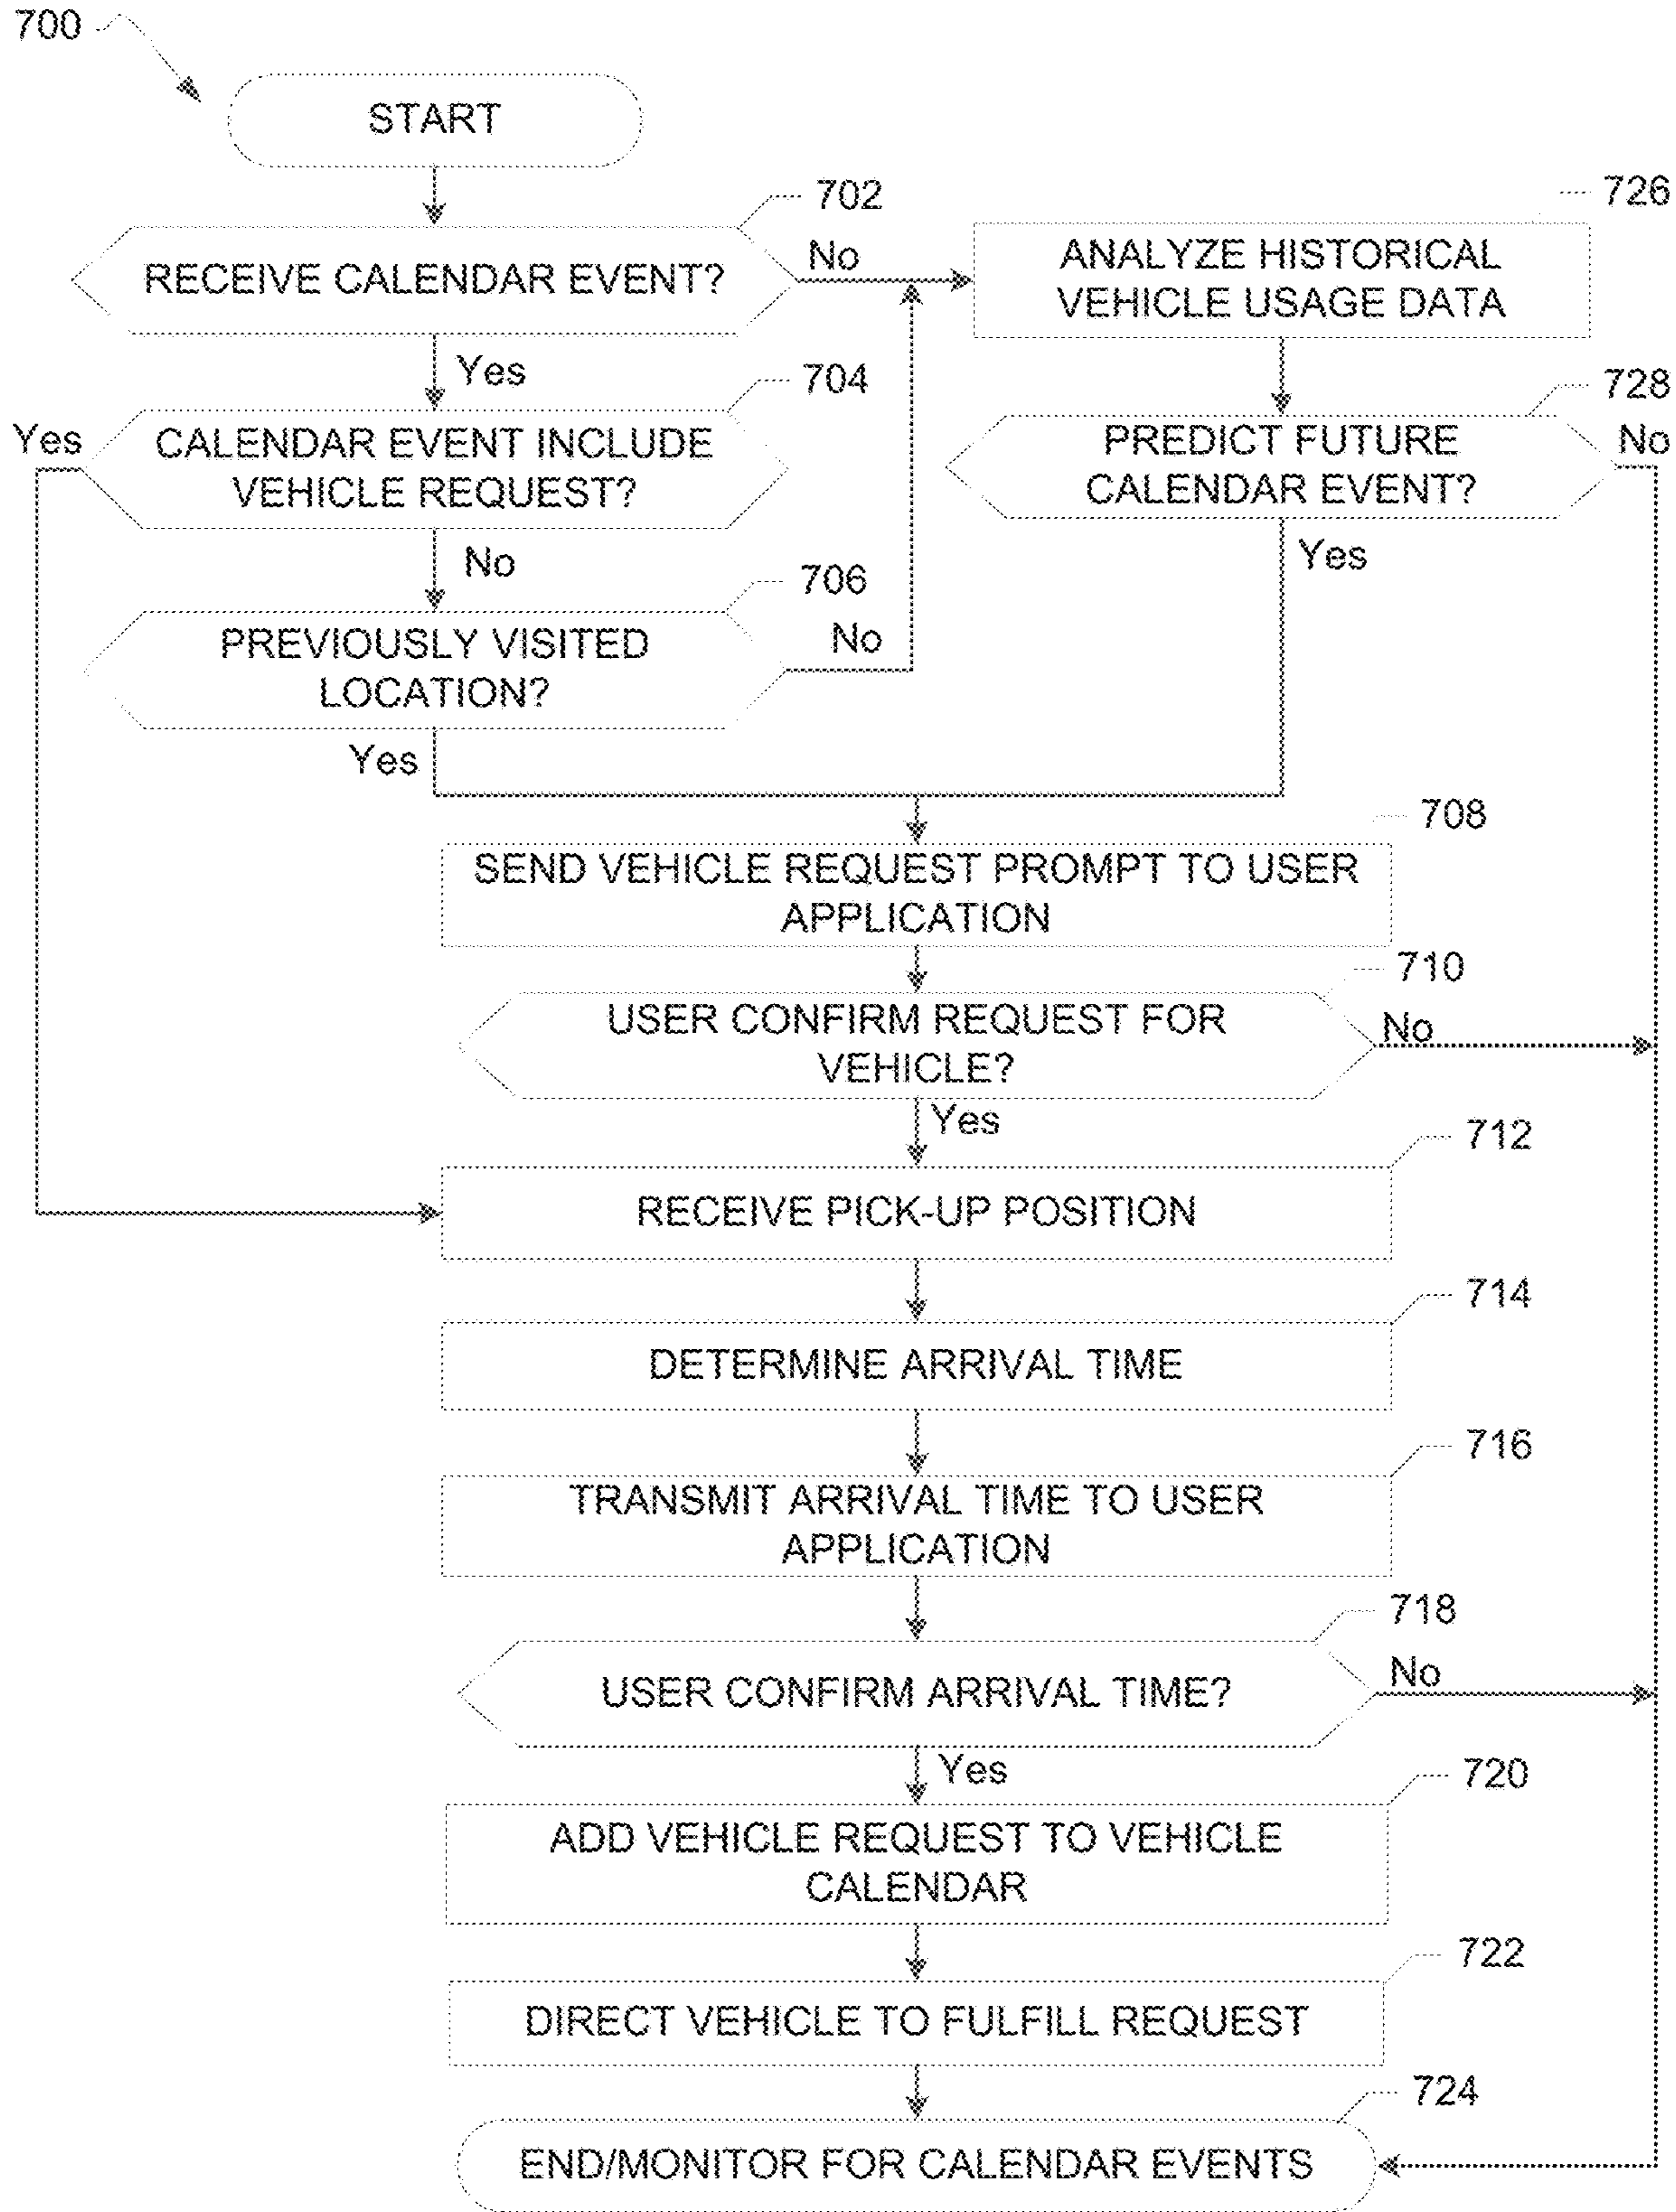 700
START
702
RECEIVE CALENDAR EVENT?
No
726
ANALYZE HISTORICAL
VEHICLE USAGE DATA
Yes
704
Yes
CALENDAR EVENT INCLUDE
VEHICLE REQUEST?
728
PREDICT FUTURE
CALENDAR EVENT?
No
No
Yes
706
PREVIOUSLY VISITED
LOCATION?
No
Yes
708
SEND VEHICLE REQUEST PROMPT TO USER
APPLICATION
710
USER CONFIRM REQUEST FOR
VEHICLE?
No
Yes
712
RECEIVE PICK-UP POSITION
714
DETERMINE ARRIVAL TIME
716
TRANSMIT ARRIVAL TIME TO USER
APPLICATION
718
USER CONFIRM ARRIVAL TIME?
No
Yes
720
ADD VEHICLE REQUEST TO VEHICLE
CALENDAR
722
DIRECT VEHICLE TO FULFILL REQUEST
724
END/MONITOR FOR CALENDAR EVENTS